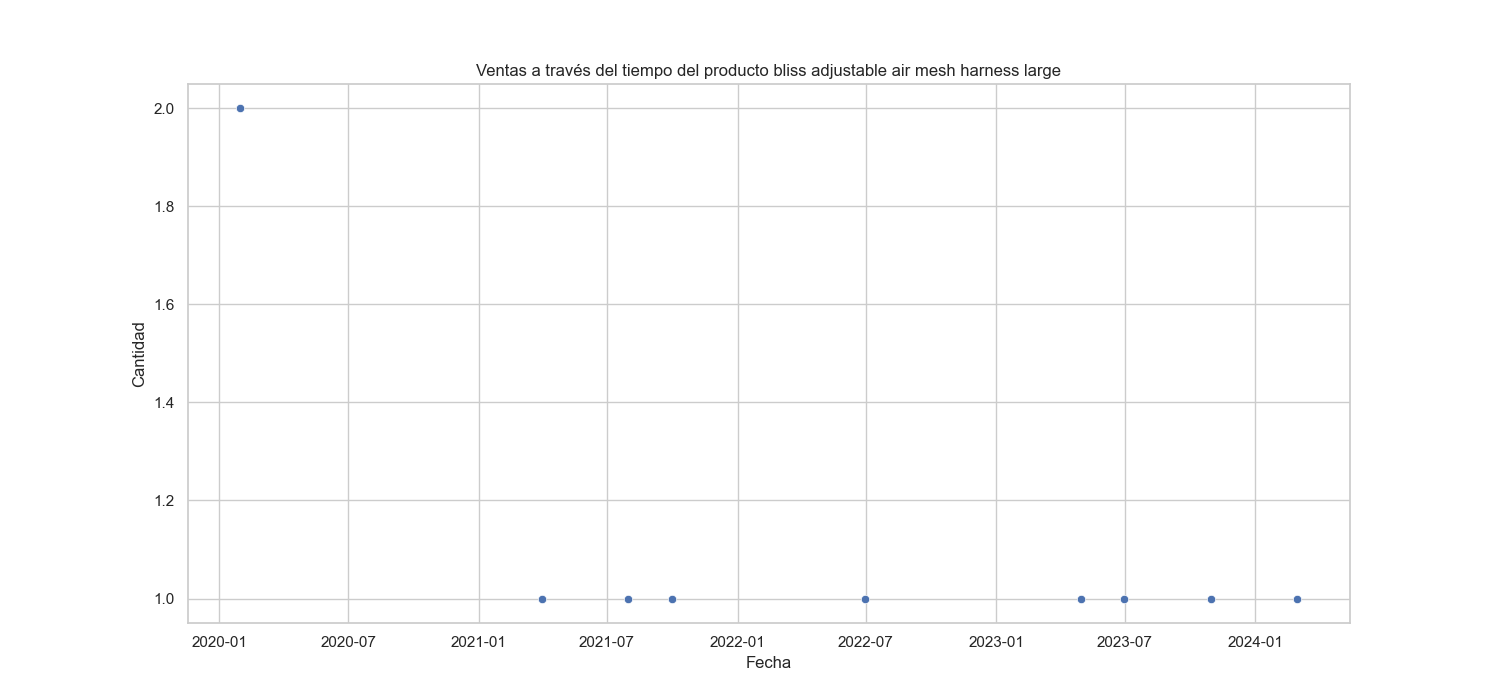 Ventas a través del tiempo del producto bliss adjustable air mesh harness large
2.0
1.8
1.6
1.4
1.2
1.0
Cantidad
2020-01 2020-07 2021-01 2021-07 2022-01 2022-07 2023-01 2023-07 2024-01
Fecha